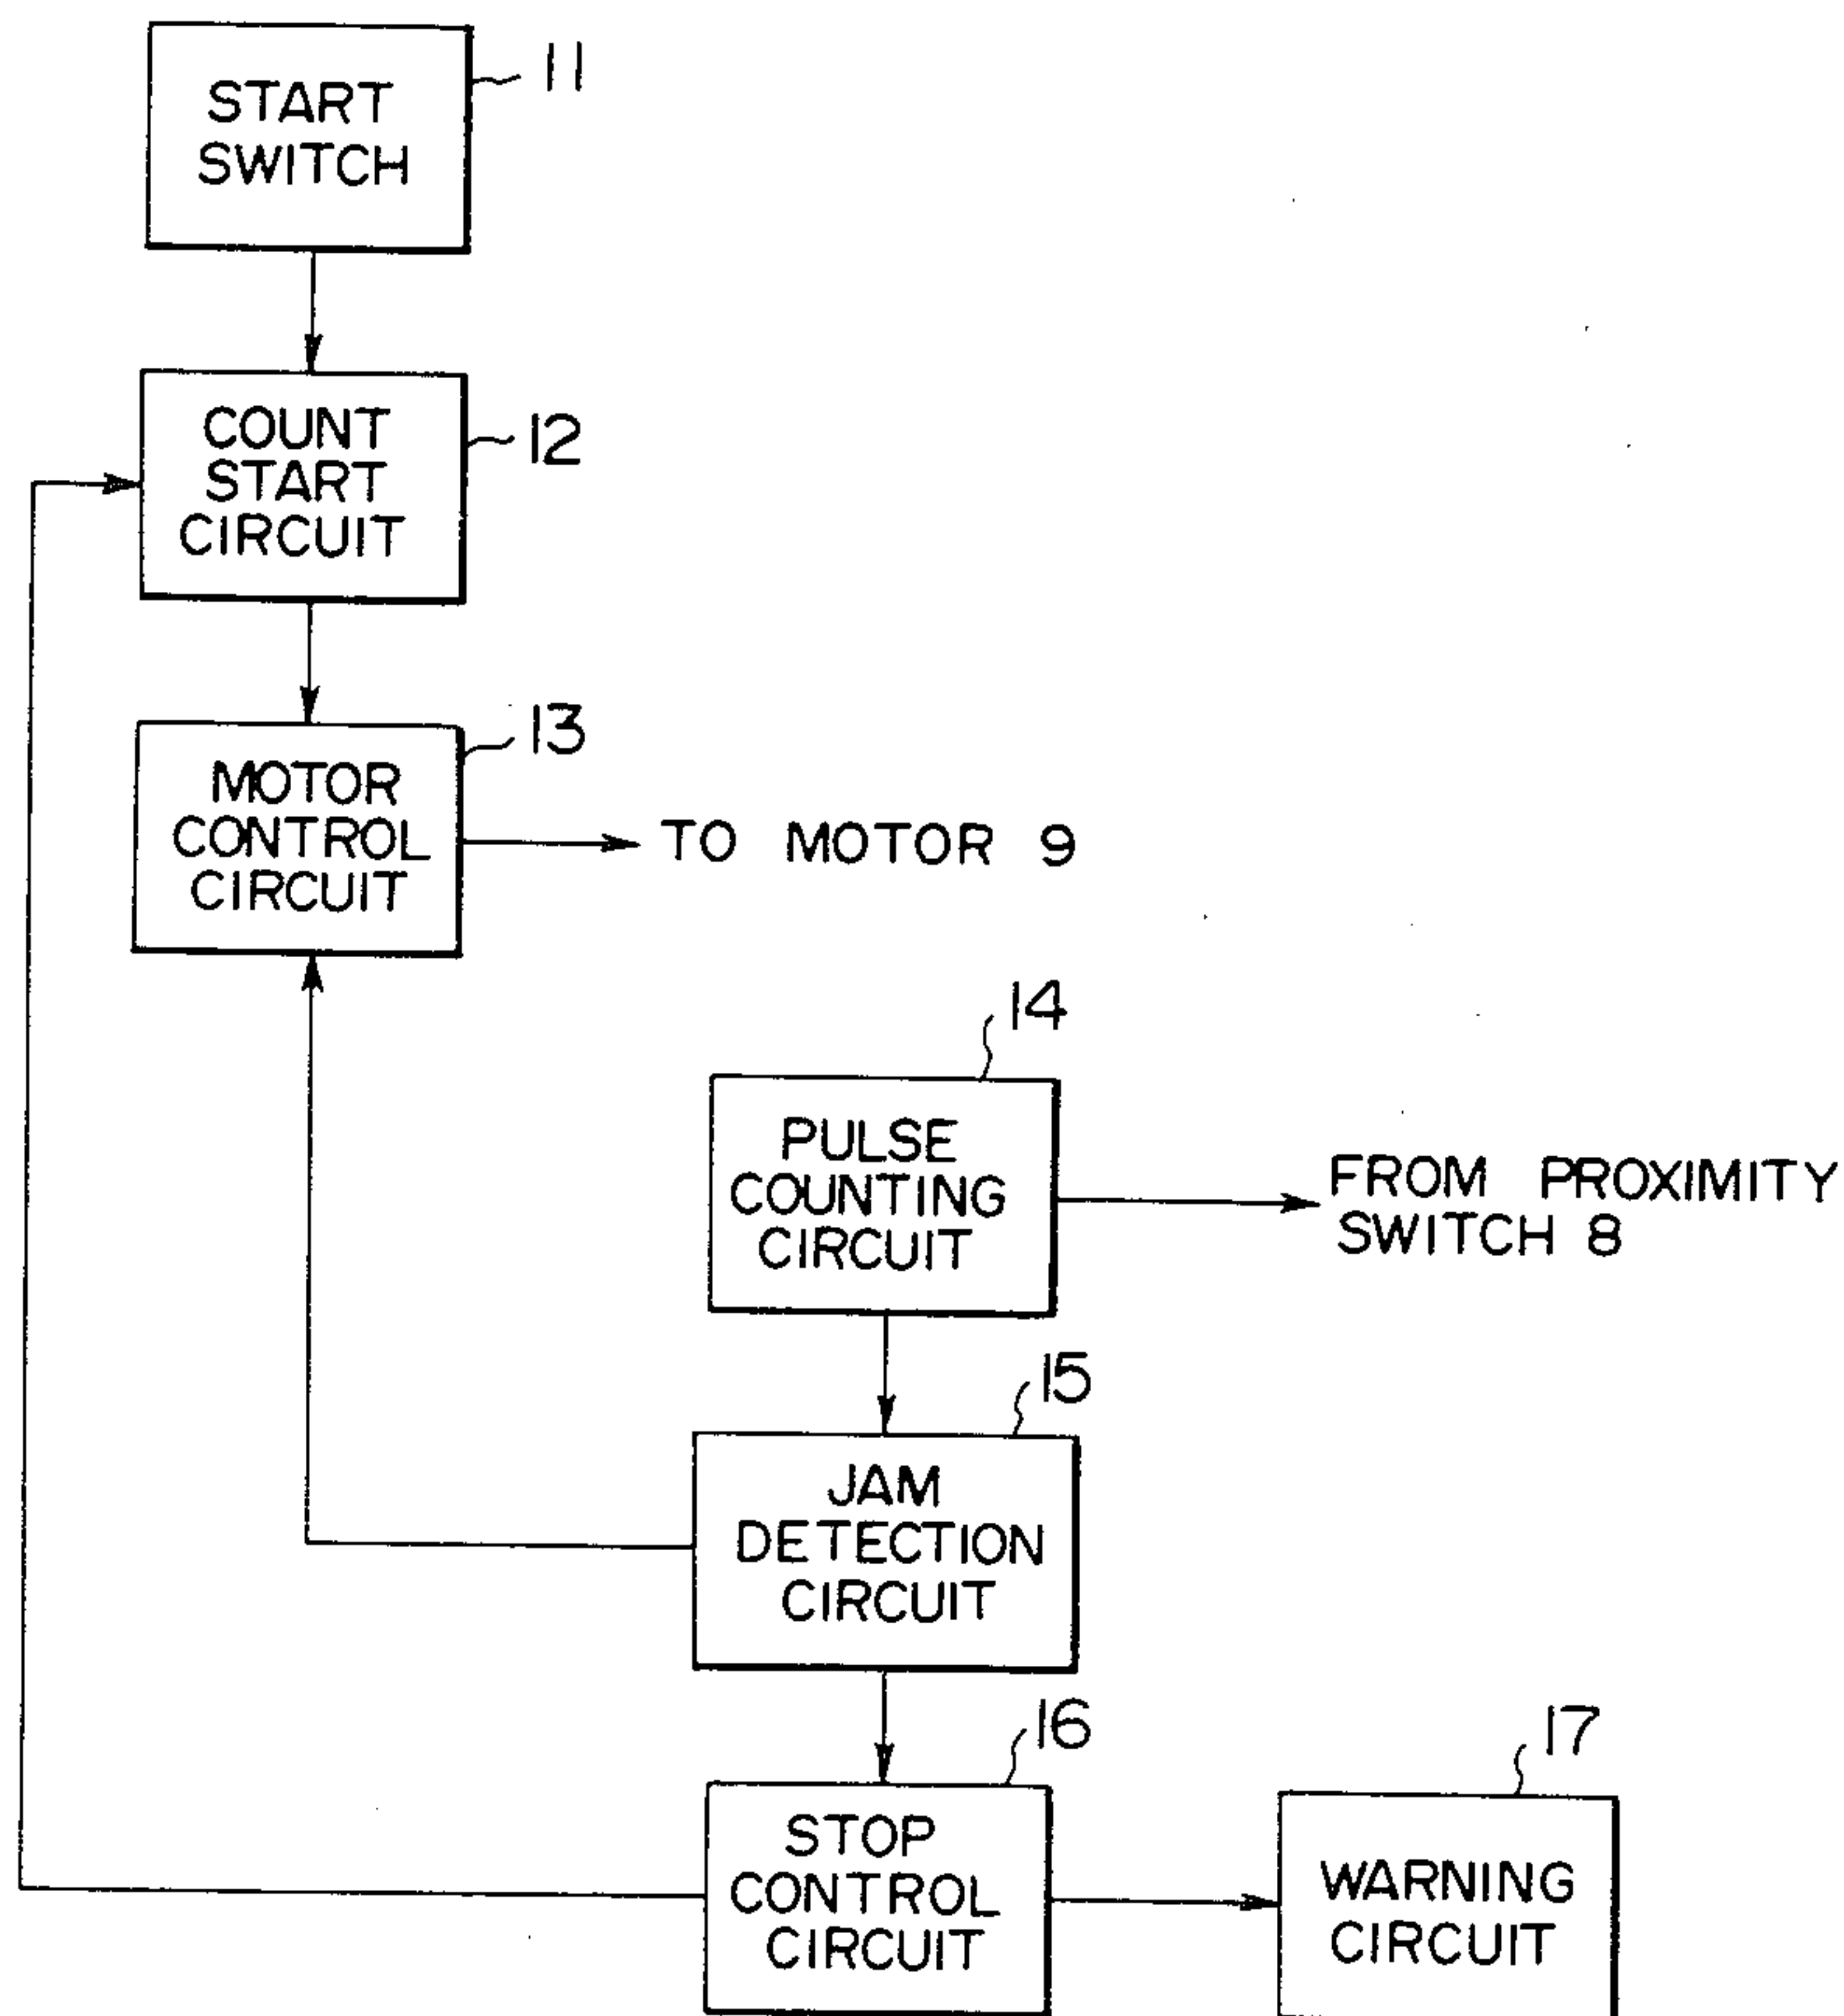 START
SWITCH
11
COUNT
START
CIRCUIT
12
MOTOR
CONTROL
CIRCUIT
13
TO MOTOR 9
PULSE
COUNTING
CIRCUIT
14
FROM PROXIMITY
SWITCH 8
JAM
DETECTION
CIRCUIT
15
STOP
CONTROL
CIRCUIT
16
WARNING
CIRCUIT
17